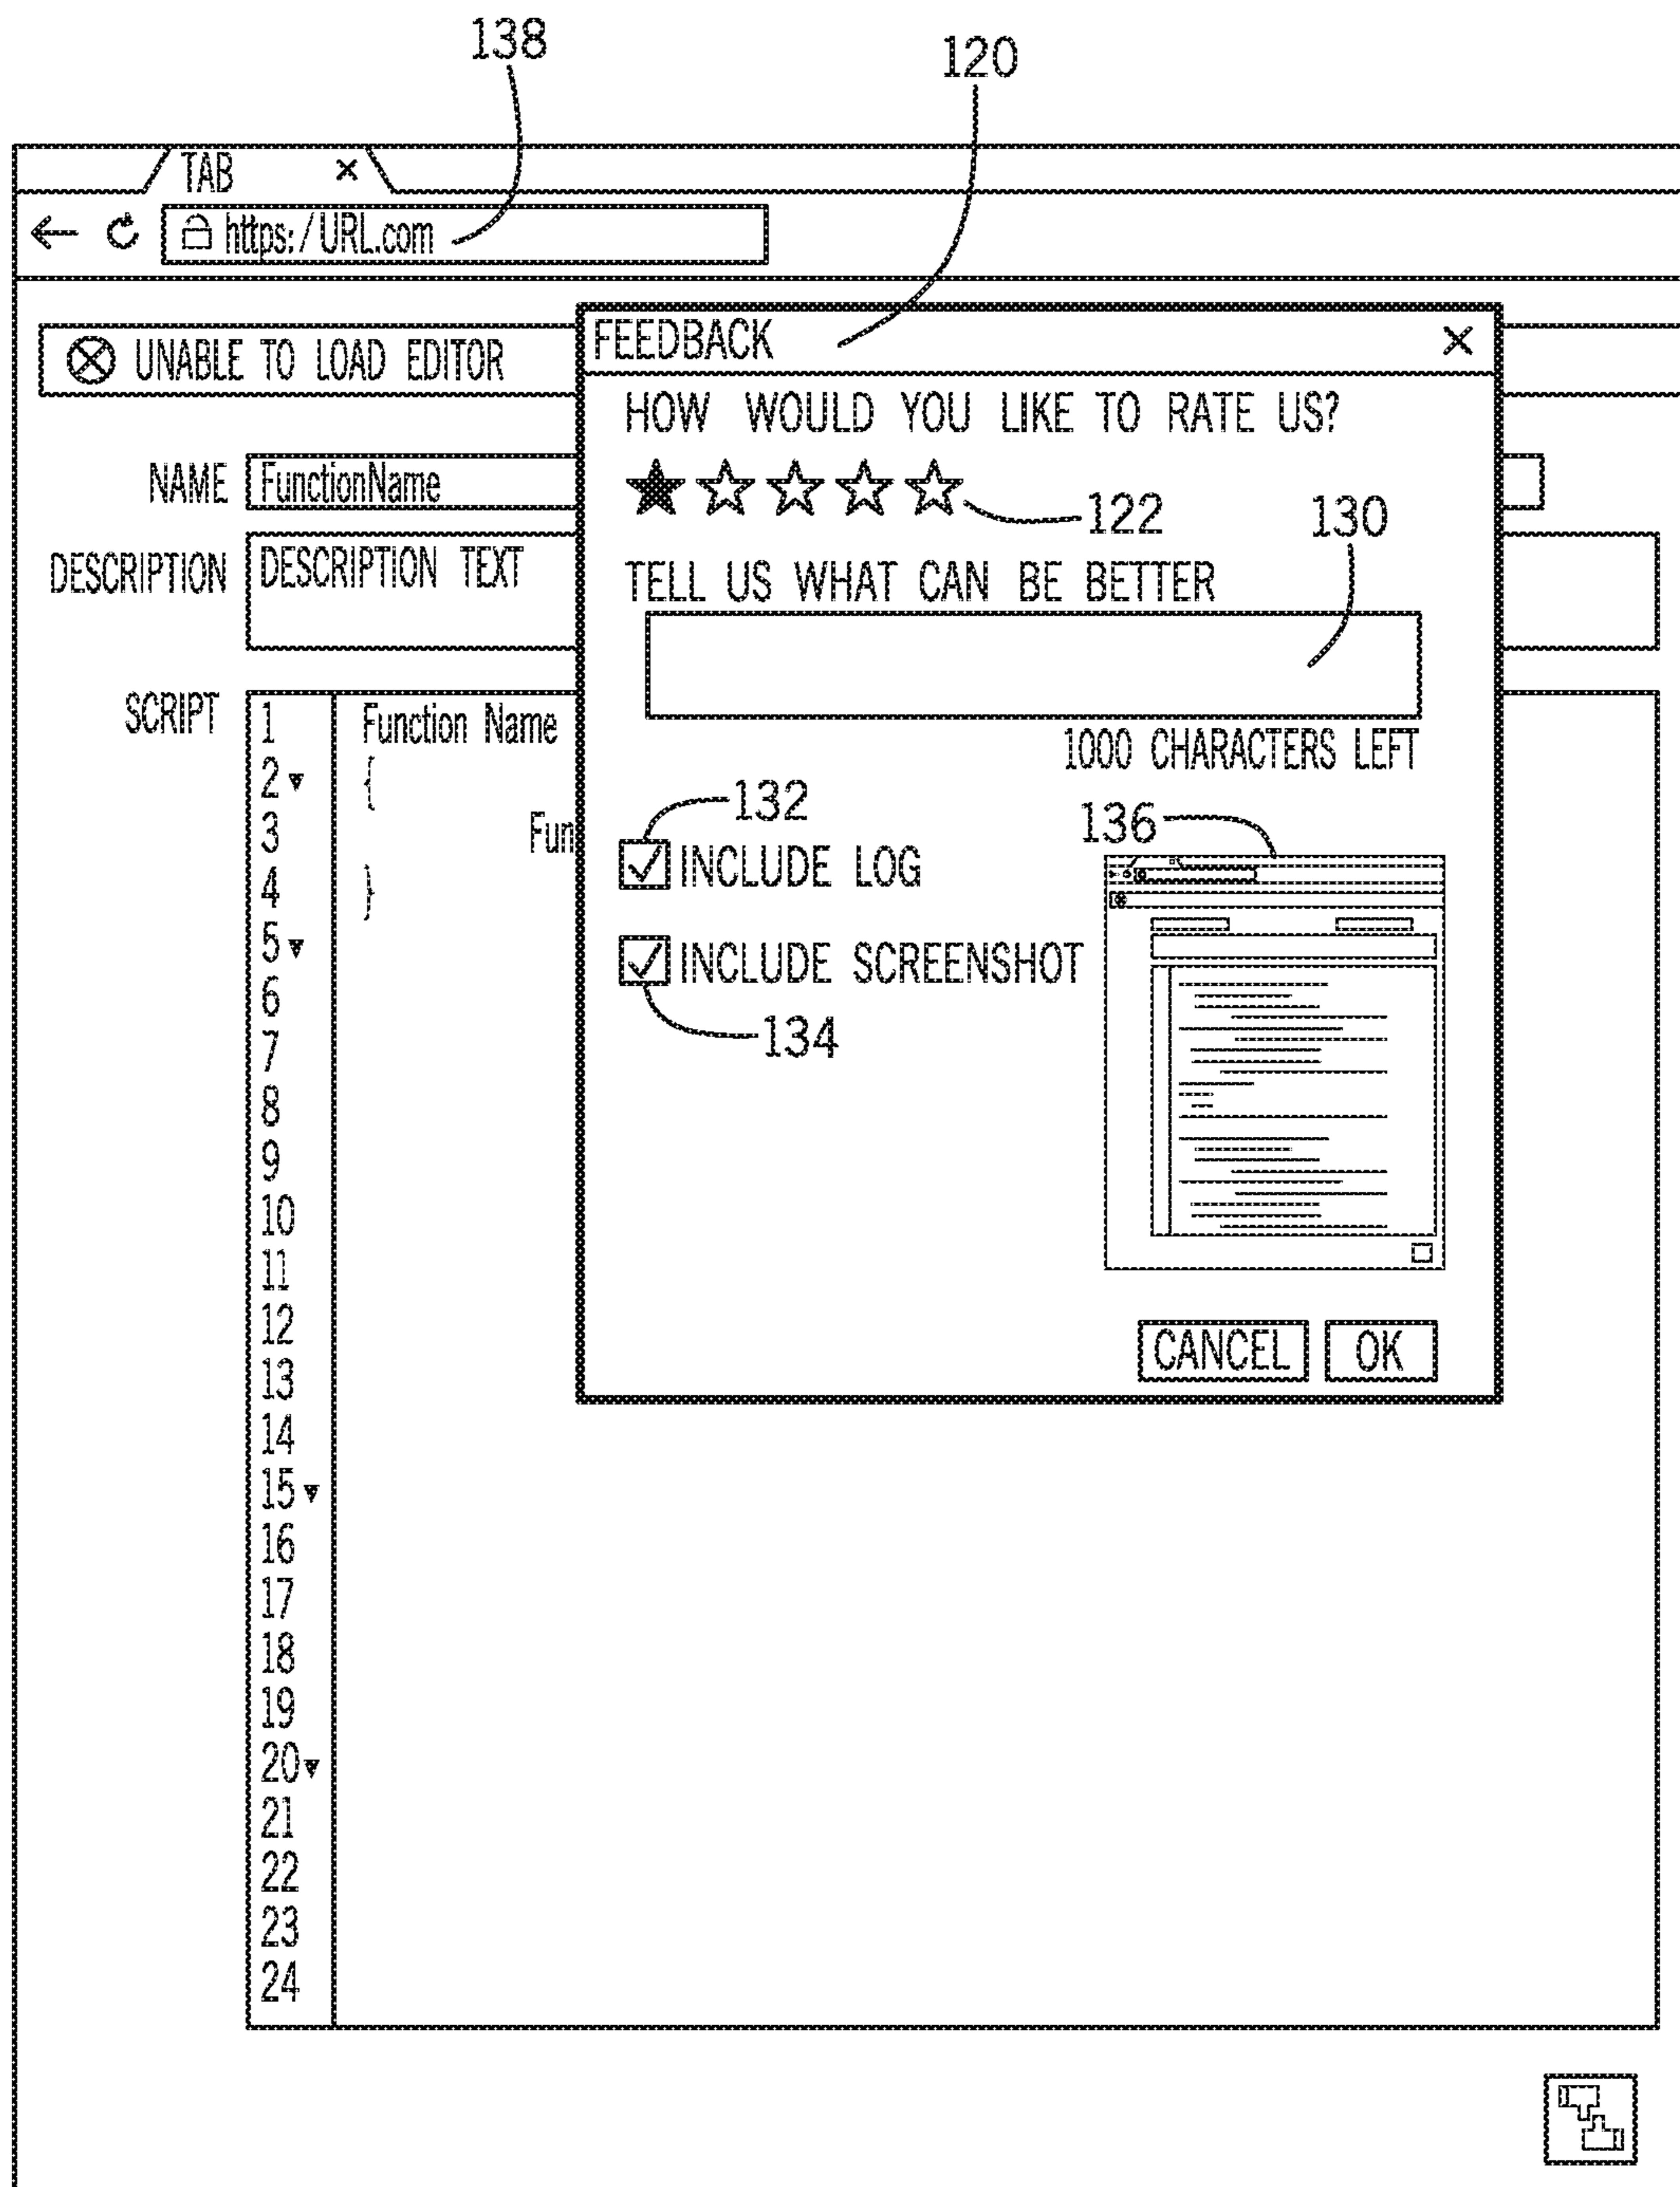 138
120
TAB
https:/URL.com
UNABLE TO LOAD EDITOR
NAME
FunctionName
DESCRIPTION
DESCRIPTION TEXT
SCRIPT
1
2
3
4
5
6
7
8
9
10
11
12
13
14
15
16
17
18
19
20
21
22
23
24
Function Name
{
Fun
}
FEEDBACK
HOW WOULD YOU LIKE TO RATE US?
122
130
TELL US WHAT CAN BE BETTER
1000 CHARACTERS LEFT
132
INCLUDE LOG
136
INCLUDE SCREENSHOT
134
CANCEL
OK